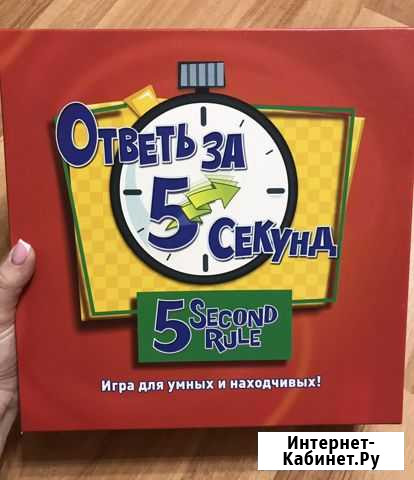 Ответь за
5 секунд
5 Second
Rule
Игра для умных и находчивых!
Интернет-
Кабинет.Ру